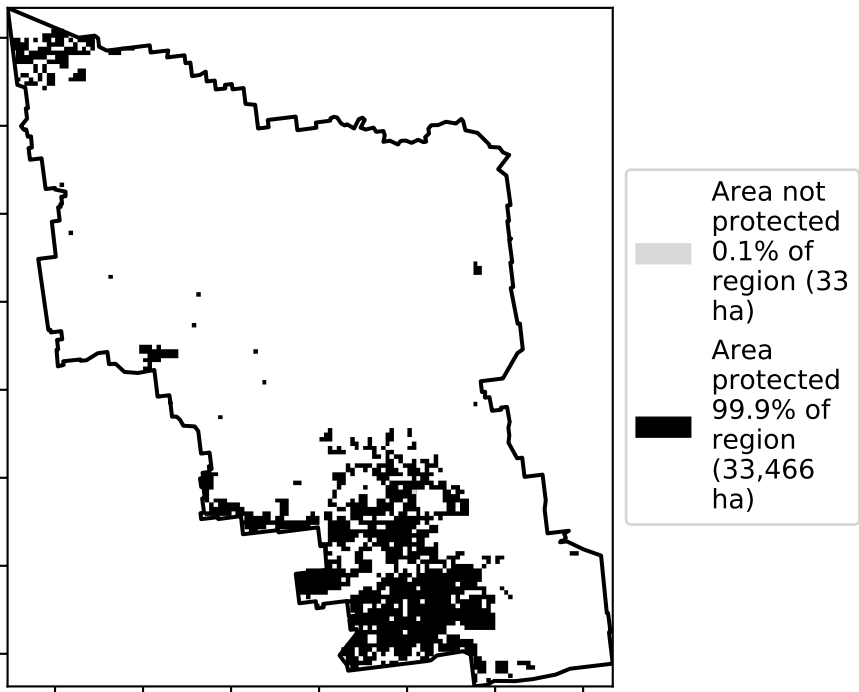 Area not
protected
0.1% of
region (33
ha)
Area
protected
99.9% of
region
(33,466
ha)